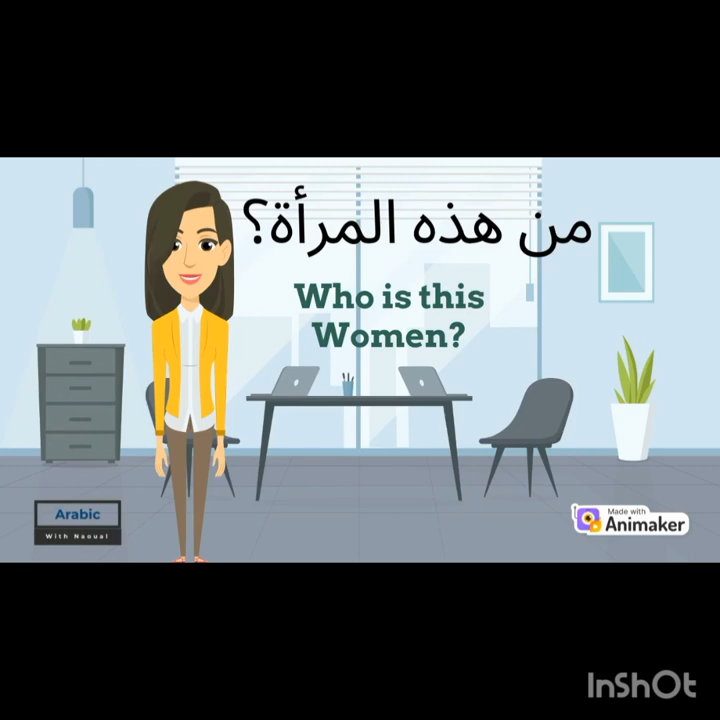 من هذه المرأة؟
Who is this
Women?
Arabic
With Naoual
Made with
Animaker
InShOt